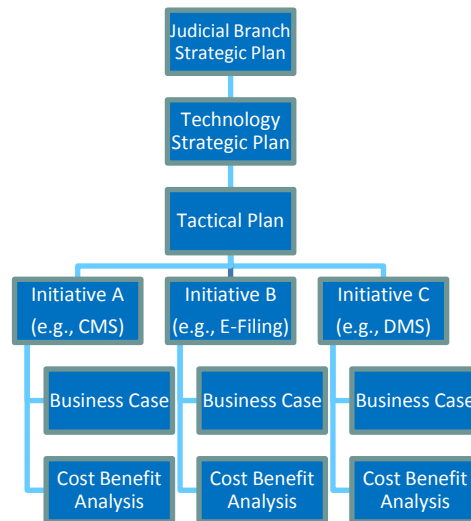 Judicial Branch
Strategic Plan
Technology
Strategic Plan
Tactical Plan
Initiative A
(e.g., CMS)
Initiative B
(e.g., E-Filing)
Initiative C
(e.g., DMS)
Business Case
Business Case
Business Case
Cost Benefit
Analysis
Cost Benefit
Analysis
Cost Benefit
Analysis